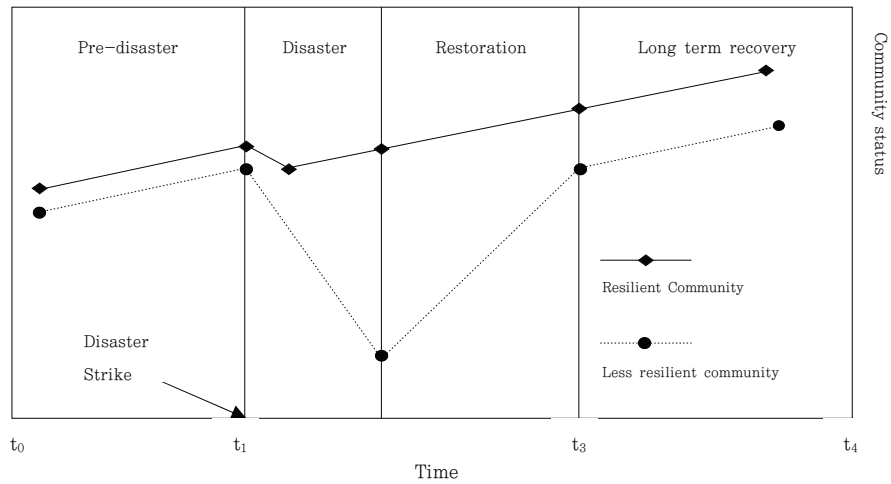 Pre-disaster
Disaster
Restoration
Long term recovery
Community status
Resilient Community
Disaster
Strike
Less resilient community
t0
t1
t3
t4
Time